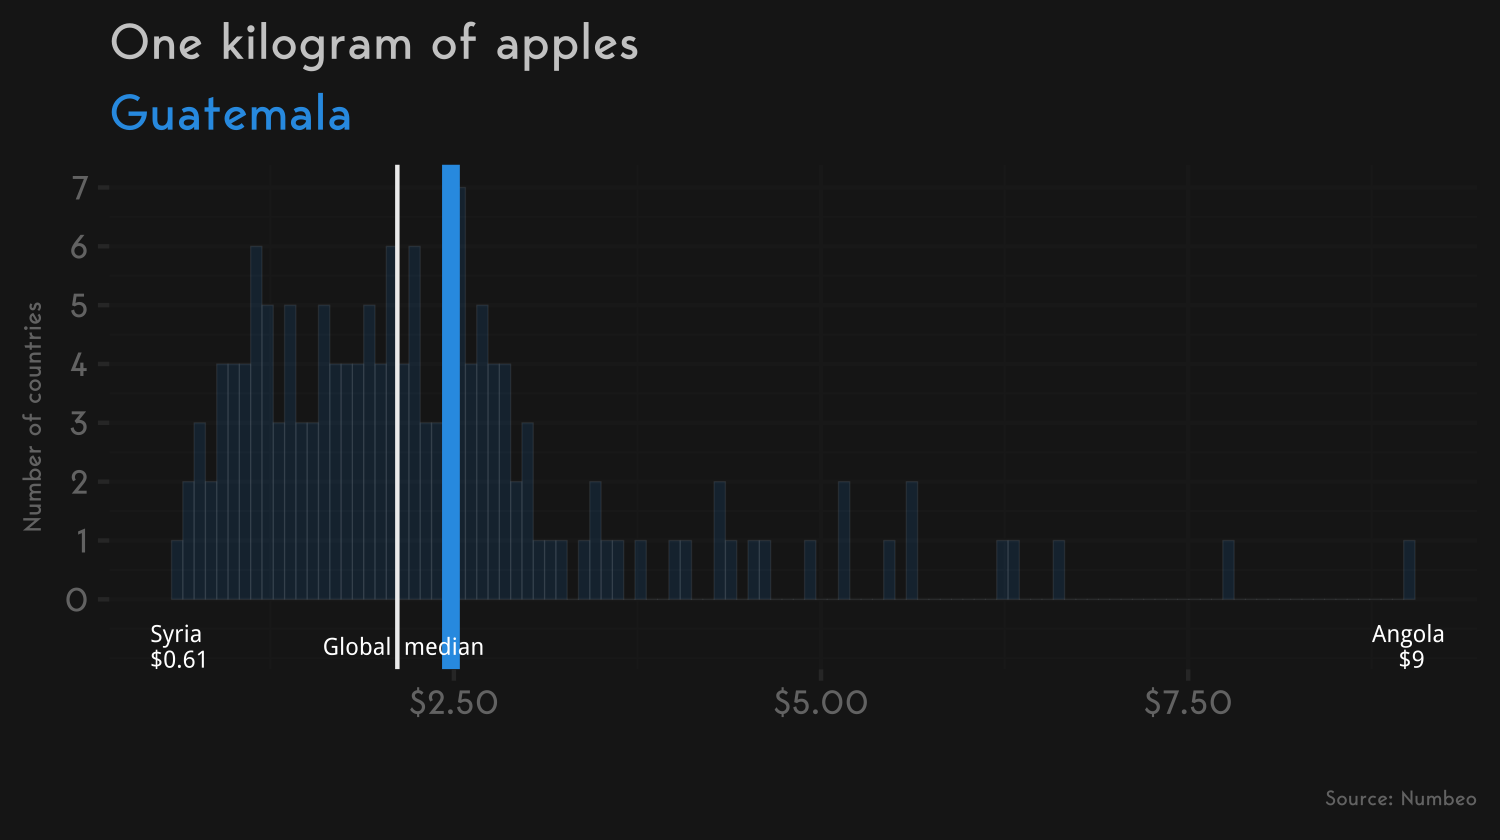 One kilogram of apples
Guatemala
Number of countries
7
6
5
4
3
2
1
0
Syria
$0.61
Global median
Angola
$9
$2.50
$5.00
$7.50
Source: Numbeo